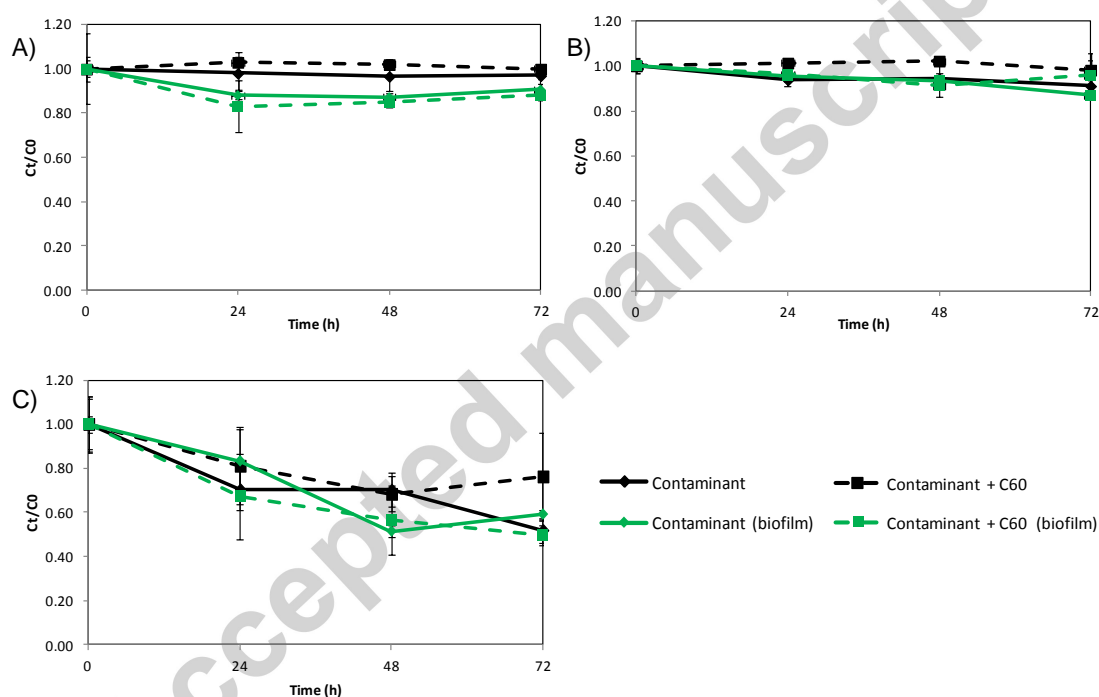 A)
1.20
1.00
0.80
0.60
0.40
0.20
0.00
Ct/C0
0
24
48
72
Time (h)
B)
1.20
1.00
0.80
0.60
0.40
0.20
0.00
Ct/C0
0
24
48
72
Time (h)
C)
1.20
1.00
0.80
0.60
0.40
0.20
0.00
Ct/C0
0
24
48
72
Time (h)
Contaminant
Contaminant + C60
Contaminant (biofilm)
Contaminant + C60 (biofilm)
ccepted manuscrip